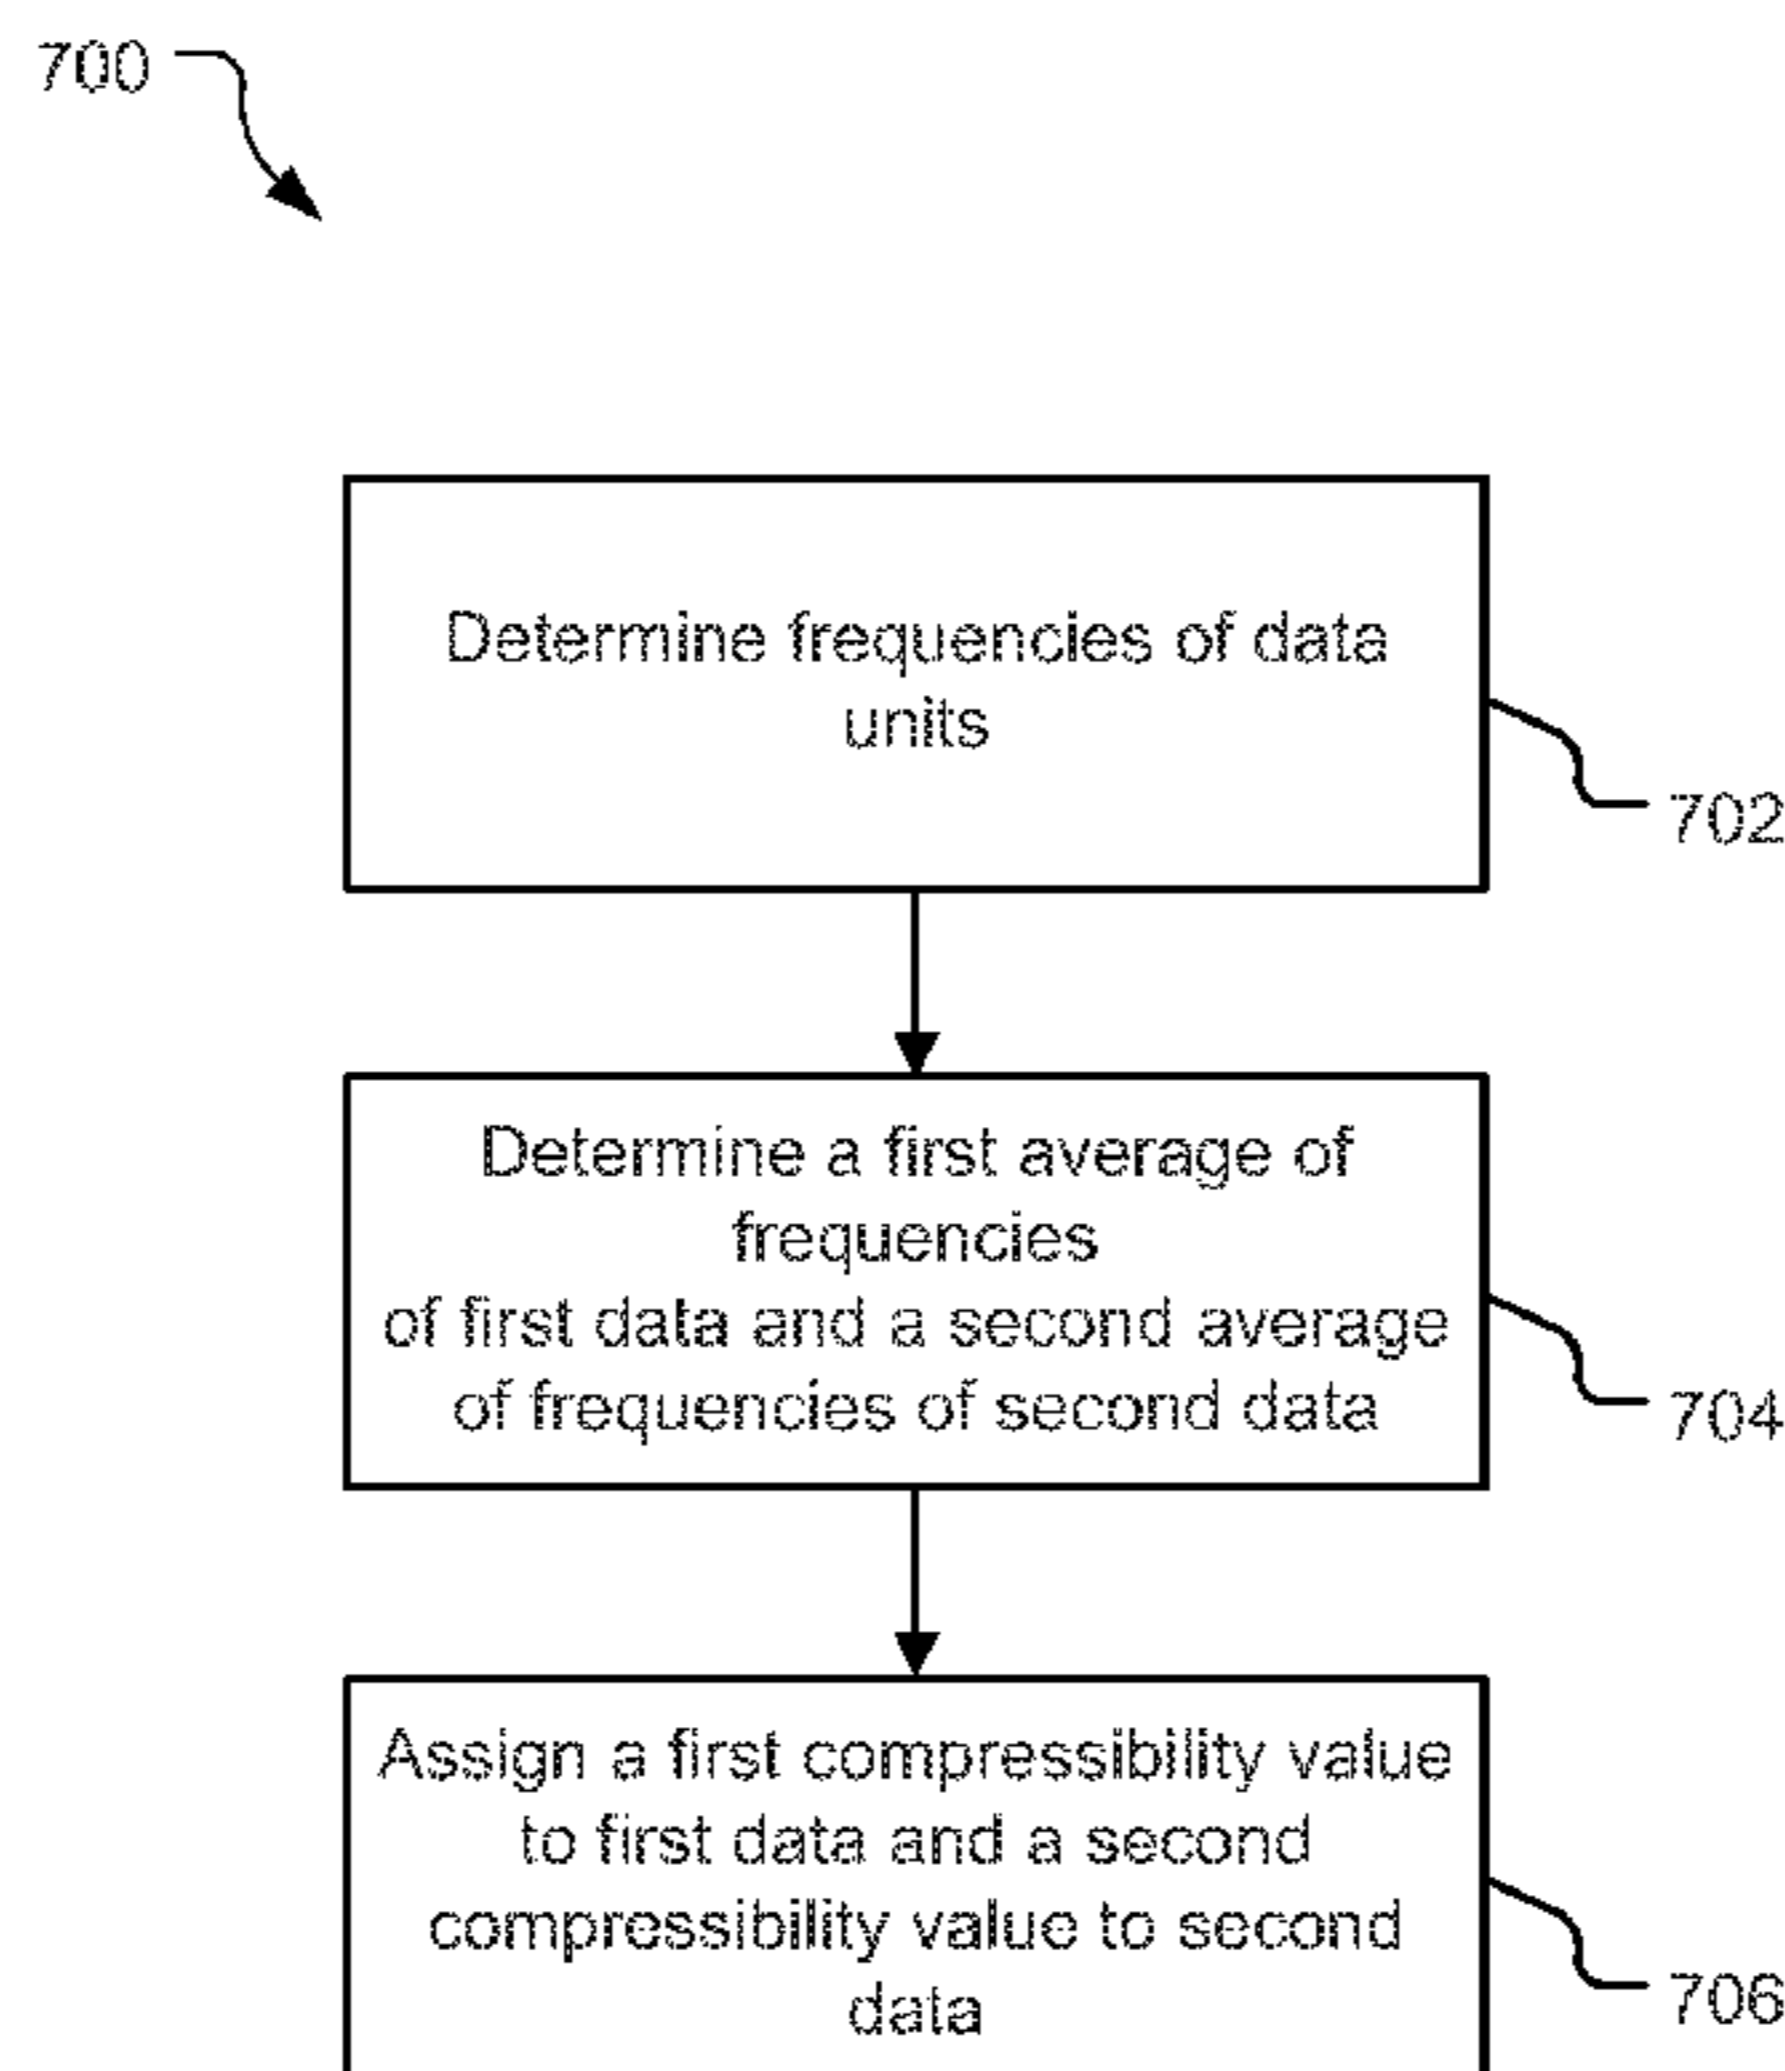 700
Determine frequencies of data
units
702
Determine a first average of
frequencies
of first data and a second average
of frequencies of second data
704
Assign a first compressibility value
to first data and a second
compressibility value to second
data
706